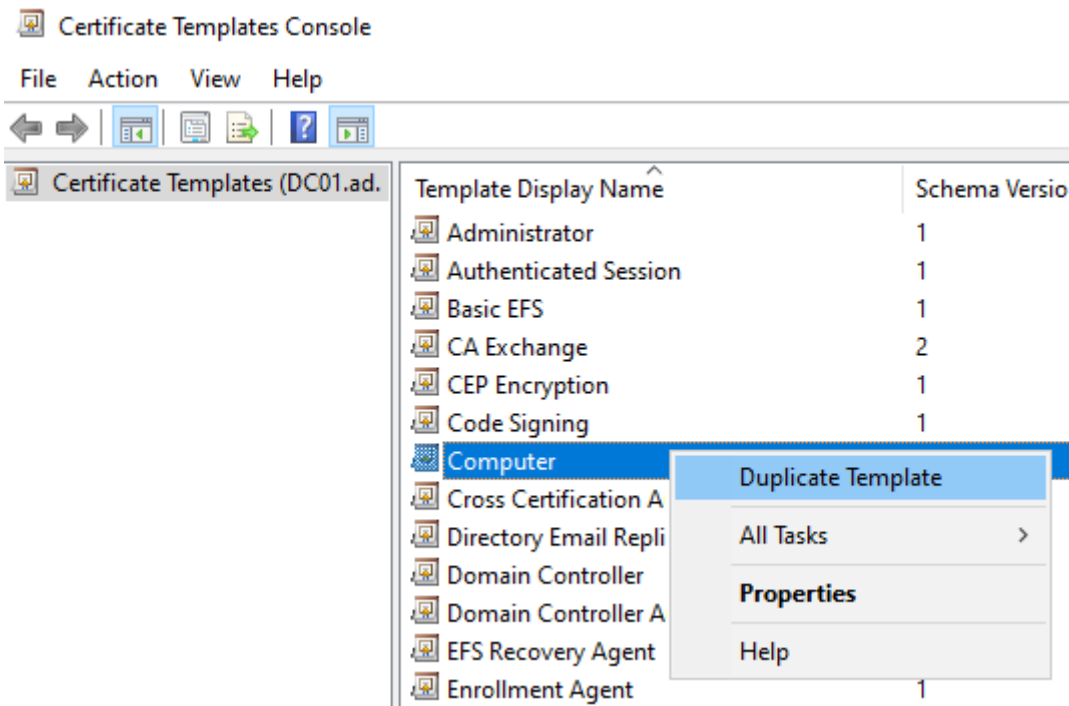 Certificate Templates Console
File Action View Help
Certificate Templates (DC01.ad.
Template Display Name Schema Versio
Administrator 1
Authenticated Session 1
Basic EFS 1
CA Exchange 2
CEP Encryption 1
Code Signing 1
Computer
Duplicate Template
Cross Certification A
Directory Email Repli
All Tasks
Domain Controller
Properties
Domain Controller A
EFS Recovery Agent
Help
Enrollment Agent 1